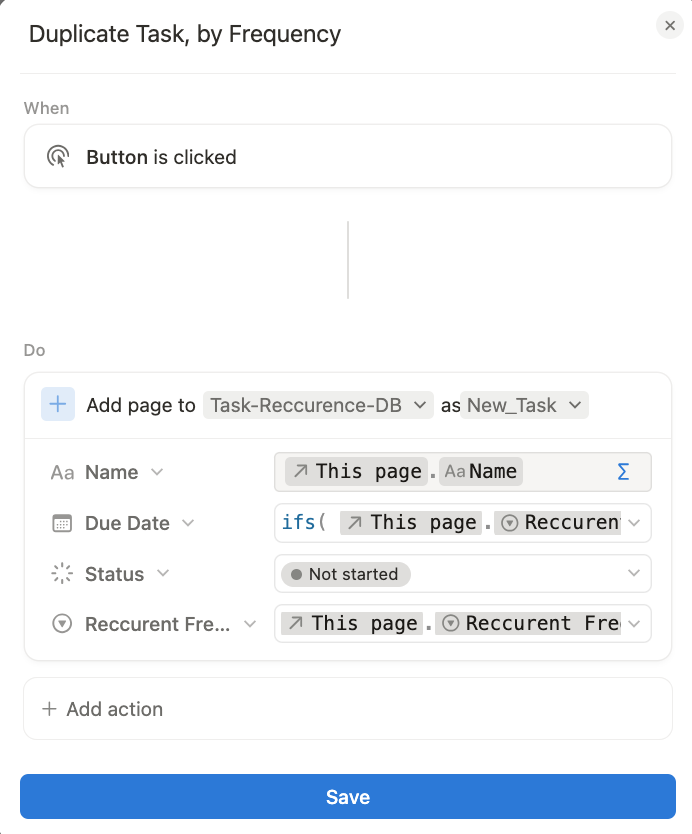 Duplicate Task, by Frequency
When
Button is clicked
Do
Add page to Task-Reccurence-DB as New_Task
Aa Name This page . Aa Name Σ
Due Date ifs( This page . Reccuren
Status Not started
Reccurent Fre... This page . Reccurent Fre
+ Add action
Save